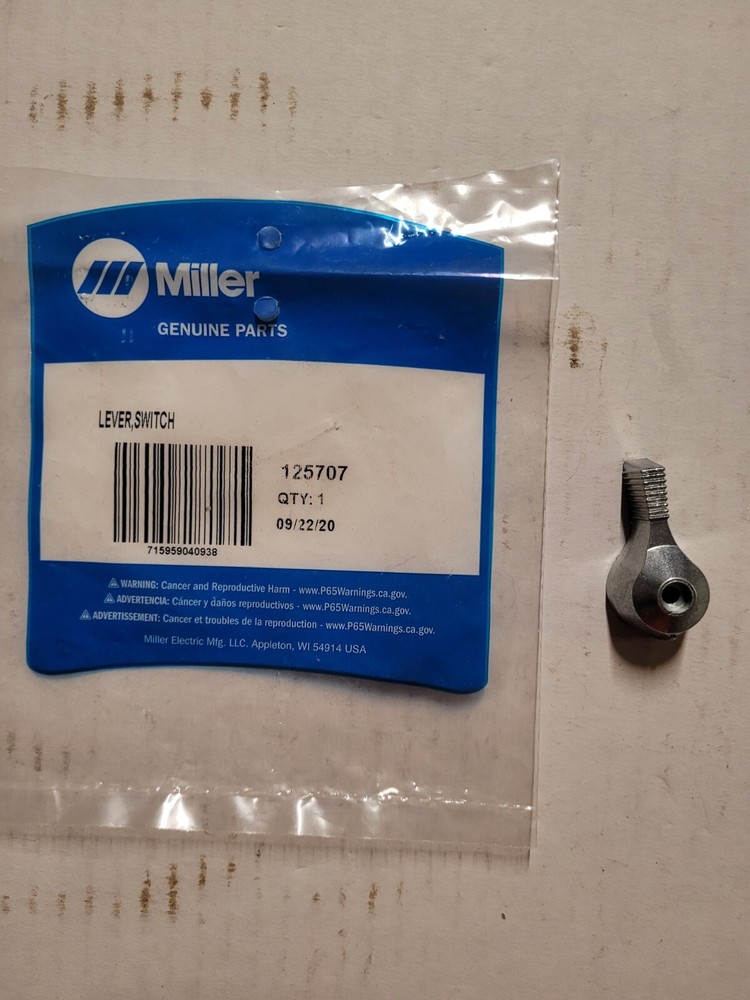 Miller
GENUINE PARTS
LEVER,SWITCH
125707
QTY: 1
09/22/20
715959040938
WARNING: Cancer and Reproductive Harm - www.P65Warnings.ca.gov.
ADVERTENCIA: Cáncer y daños reproductivos - www.P65Warnings.ca.gov.
ADVERTISSEMENT: Cancer et troubles de la reproduction - www.P65Warnings.ca.gov.
Miller Electric Mfg. LLC. Appleton, WI 54914 USA